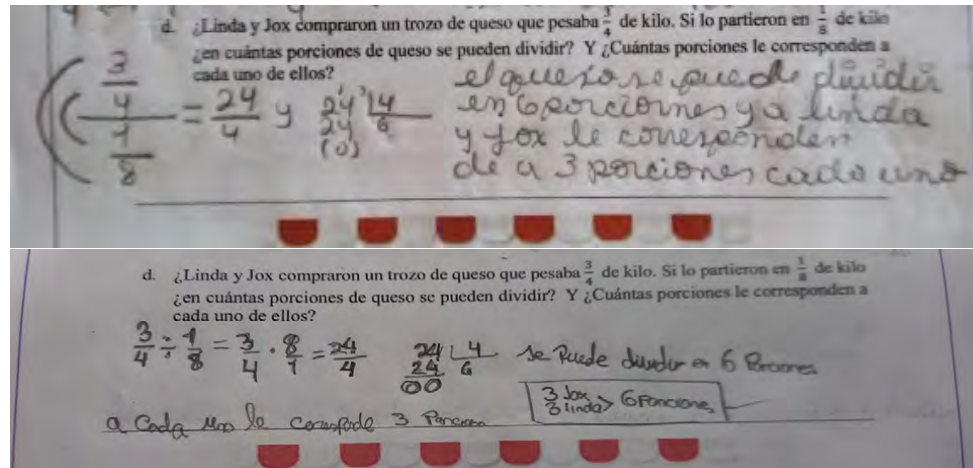 d. ¿Linda y Jox compraron un trozo de queso que pesaba 3/4 de kilo. Si lo partieron en 1/8 de kilo
¿en cuántas porciones de queso se pueden dividir? Y ¿Cuántas porciones le corresponden a
cada uno de ellos?
3/4 / 1/8 = 24/4 y 24 4
24 6
(0)
el queso se puede dividir
en 6 porciornes y a linda
y Jox le corresponden
de a 3 porciones cada uno
d. ¿Linda y Jox compraron un trozo de queso que pesaba 3/4 de kilo. Si lo partieron en 1/8 de kilo
¿en cuántas porciones de queso se pueden dividir? Y ¿Cuántas porciones le corresponden a
cada uno de ellos?
3/4 ÷ 1/8 = 3/4 · 8/1 = 24/4
24 4
24 6
00
se Puede dividir en 6 Porciones
3 Jox
3 linda > 6 Porciones
a Cada uno le corresponde 3 Porciones